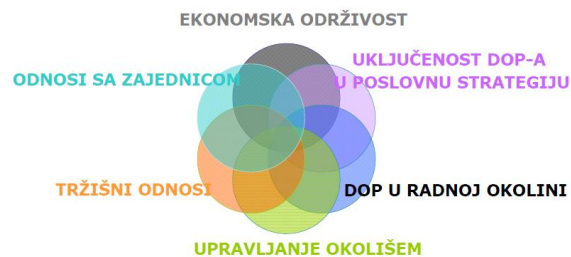 EKONOMSKA ODRŽIVOST
UKLJUČENOST DOP-A
U POSLOVNU STRATEGIJU
ODNOSI SA ZAJEDNICOM
TRŽIŠNI ODNOSI
DOP U RADNOJ OKOLINI
UPRAVLJANJE OKOLIŠEM